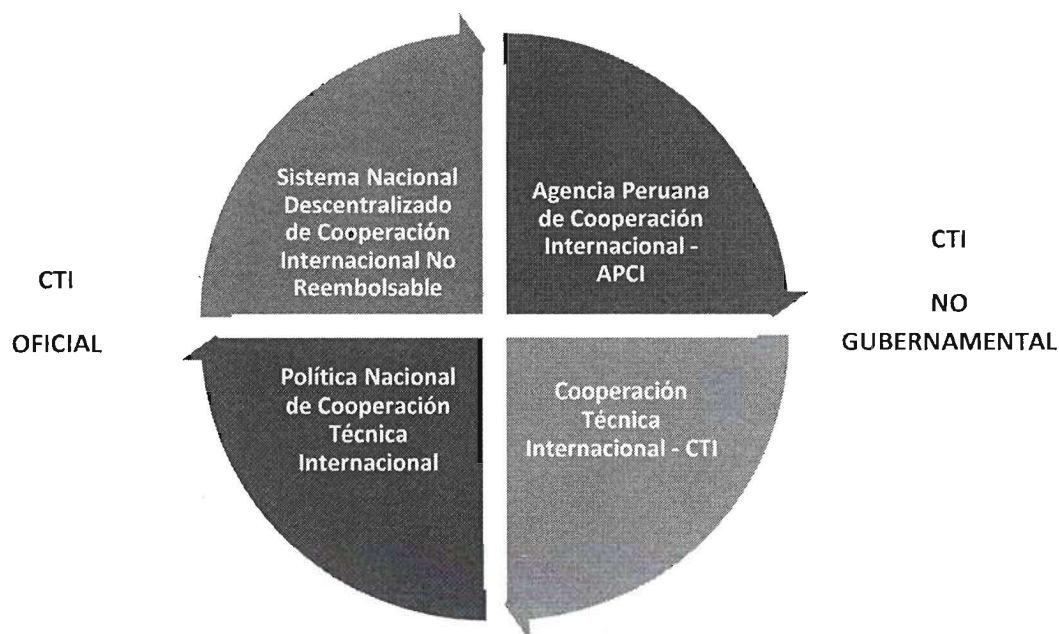 Sistema Nacional
Descentralizado
de Cooperación
Internacional No
Reembolsable
Agencia Peruana
de Cooperación
Internacional -
APCI
CTI
OFICIAL
CTI
NO
GUBERNAMENTAL
Política Nacional
de Cooperación
Técnica
Internacional
Cooperación
Técnica
Internacional - CTI